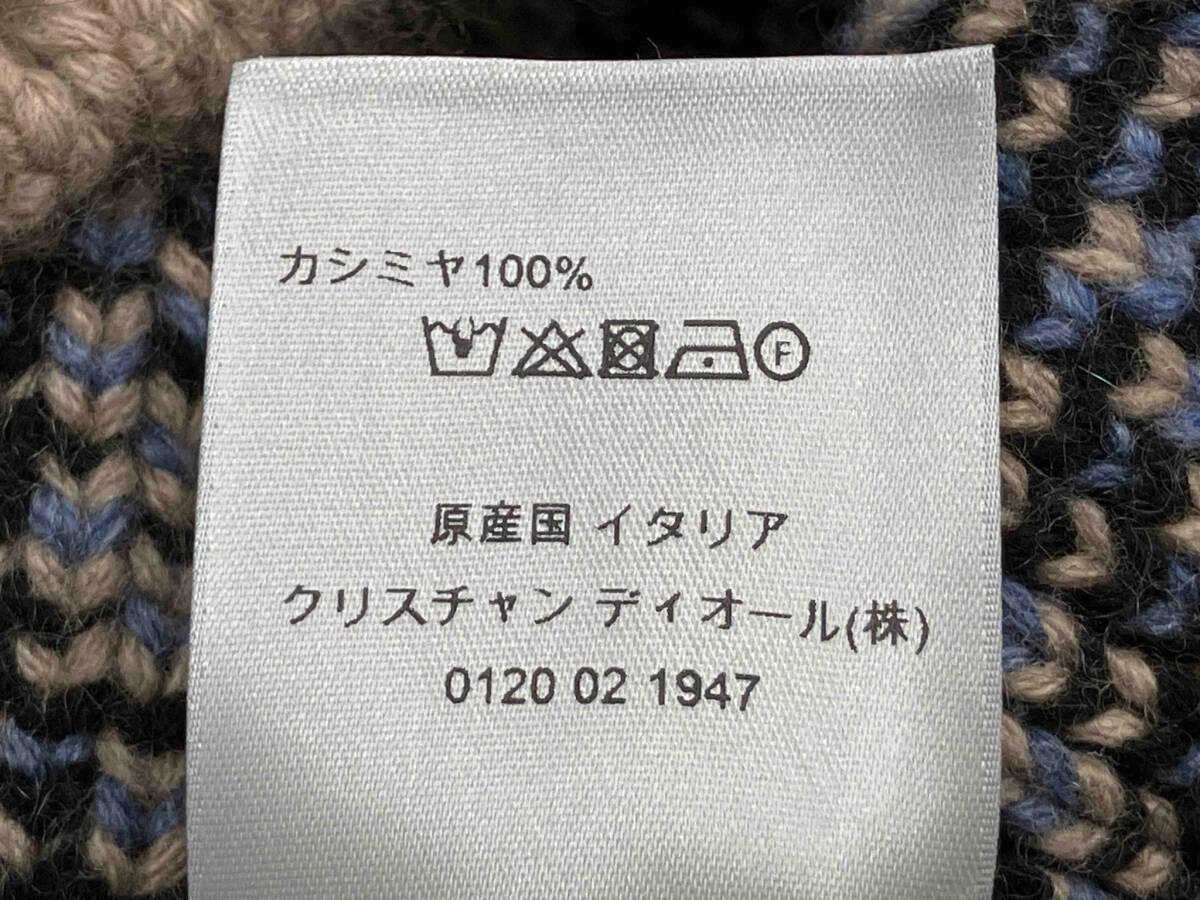 カシミヤ100%
F
原産国 イタリア
クリスチャン ディオール(株)
0120 02 1947